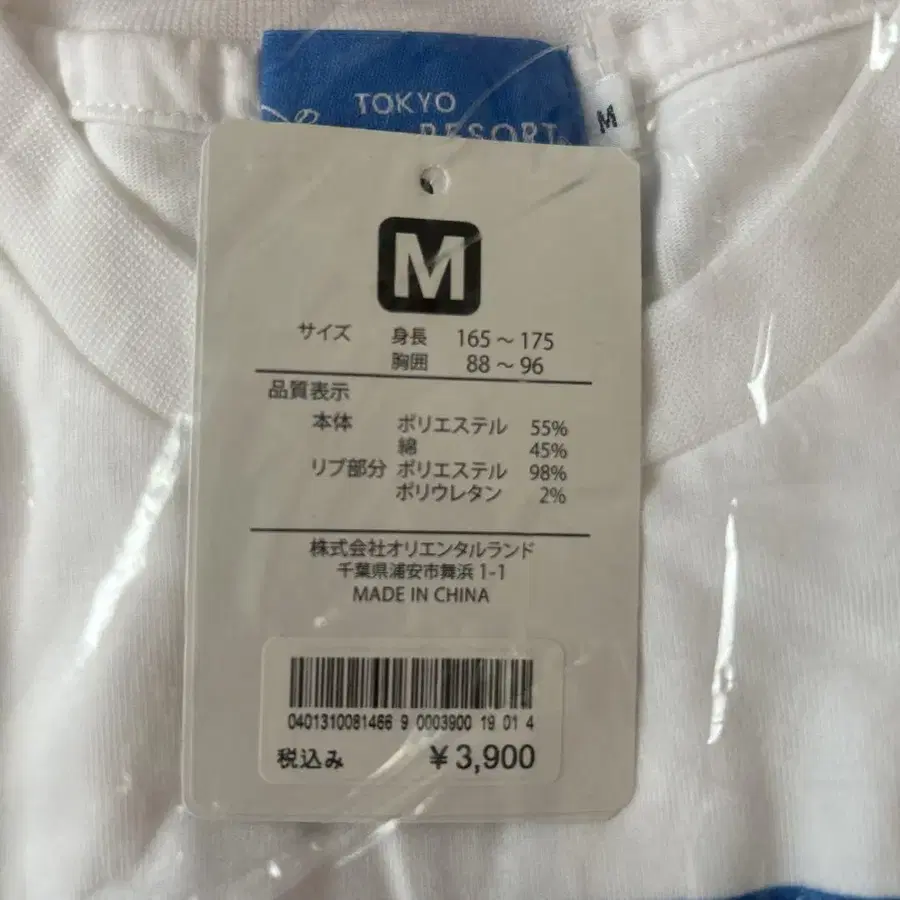 TOKYO
RESORT
M
M
サイズ 身長 165～175
胸囲 88～96
品質表示
本体 ポリエステル 55%
綿 45%
リブ部分 ポリエステル 98%
ポリウレタン 2%
株式会社オリエンタルランド
千葉県浦安市舞浜 1-1
MADE IN CHINA
0401310081466 9 0003900 19 01 4
税込み ￥3,900